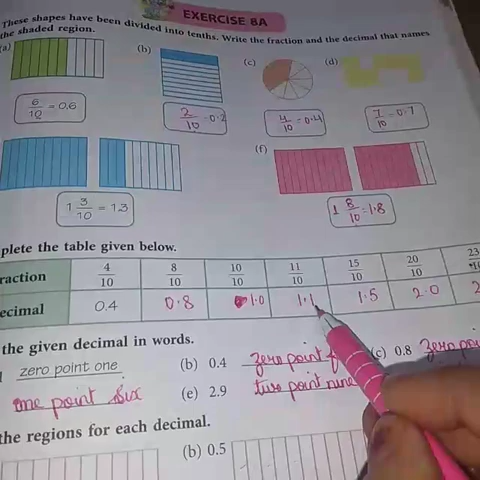 EXERCISE 8A
These shapes have been divided into tenths. Write the fraction and the decimal that names
the shaded region.
(a) (b) (c) (d)
6/10 = 0.6 2/10 = 0.2 4/10 = 0.4 7/10 = 0.7
(f)
1 3/10 = 1.3 1 8/10 = 1.8
plete the table given below.
raction 4/10 8/10 10/10 11/10 15/10 20/10 23/10
ecimal 0.4 0.8 1.0 1.1 1.5 2.0 2
the given decimal in words.
zero point one (b) 0.4 zero point f (c) 0.8 zero poi
one point six (e) 2.9 two point nine
the regions for each decimal.
(b) 0.5